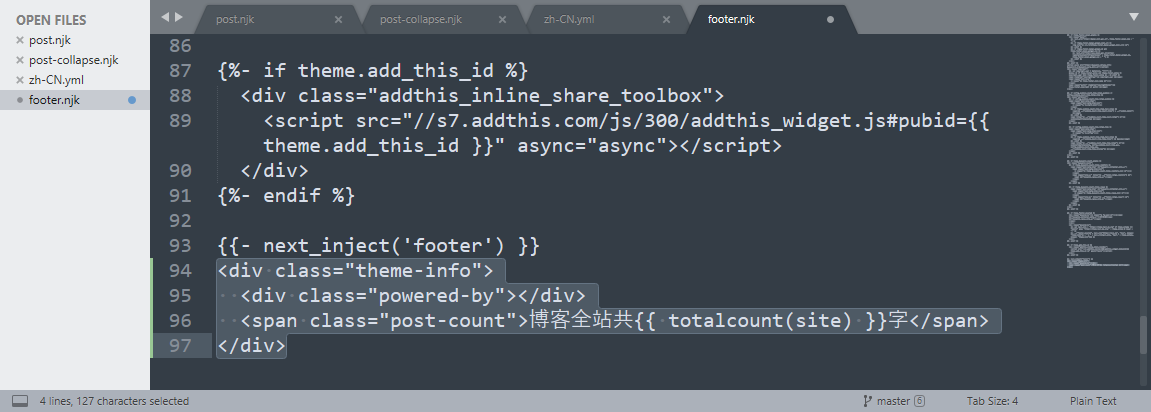 OPEN FILES
post.njk
post-collapse.njk
zh-CN.yml
footer.njk
post.njk
post-collapse.njk
zh-CN.yml
footer.njk
86
87 {%- if theme.add_this_id %}
88 <div class="addthis_inline_share_toolbox">
89 <script src="//s7.addthis.com/js/300/addthis_widget.js#pubid={{
theme.add_this_id }}" async="async"></script>
90 </div>
91 {%- endif %}
92
93 {{- next_inject('footer') }}
94 <div class="theme-info">
95 <div class="powered-by"></div>
96 <span class="post-count">博客全站共{{ totalcount(site) }}字</span>
97 </div>
4 lines, 127 characters selected
master 6
Tab Size: 4
Plain Text